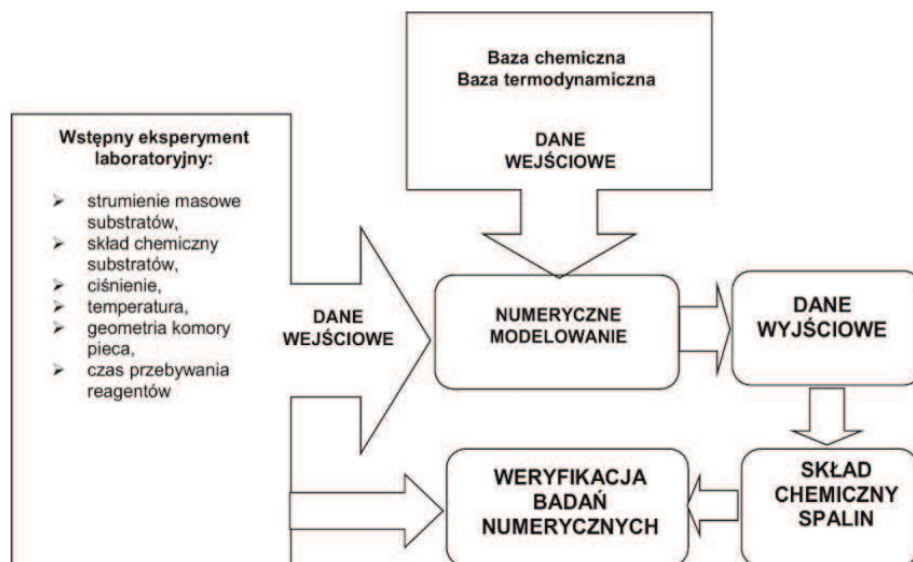 Baza chemiczna
Baza termodynamiczna
DANE
WEJŚCIOWE
Wstępny eksperyment
laboratoryjny:
➢ strumienie masowe
substratów,
➢ skład chemiczny
substratów,
➢ ciśnienie,
➢ temperatura,
➢ geometria komory
pieca,
➢ czas przebywania
reagentów
DANE
WEJŚCIOWE
NUMERYCZNE
MODELOWANIE
DANE
WYJŚCIOWE
WERYFIKACJA
BADAŃ
NUMERYCZNYCH
SKŁAD
CHEMICZNY
SPALIN